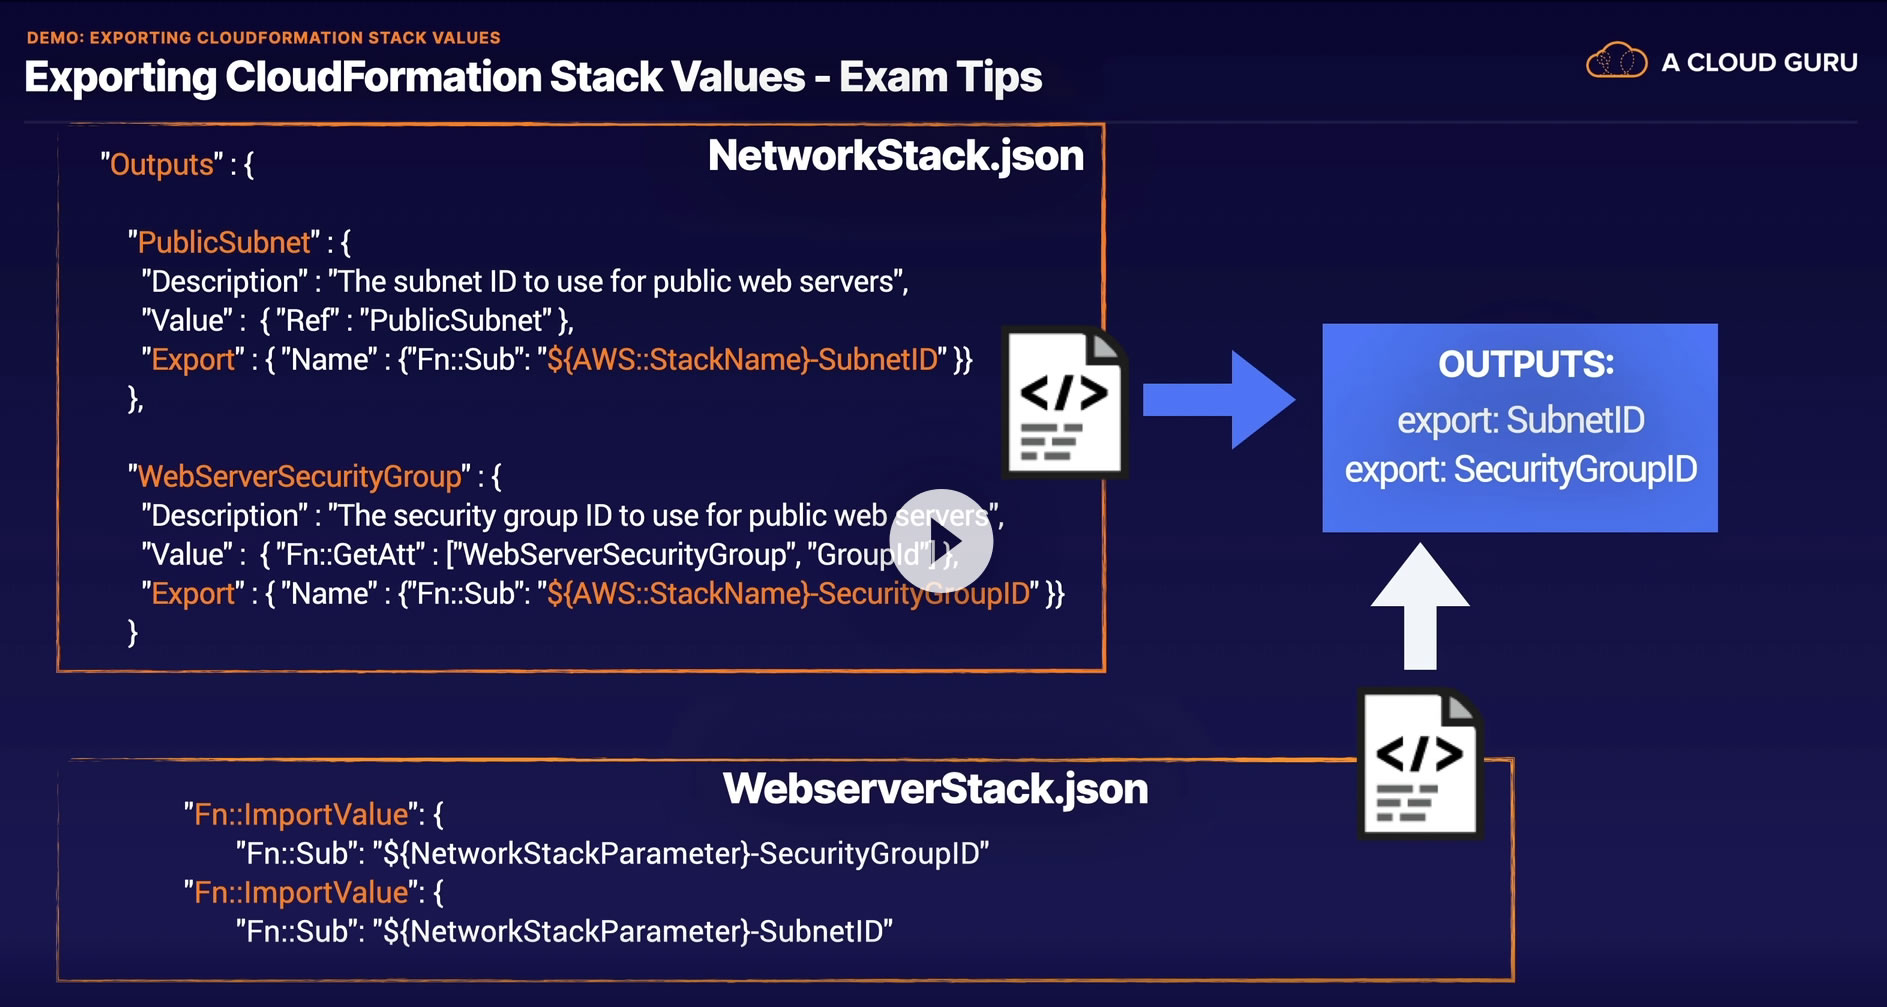 DEMO: EXPORTING CLOUDFORMATION STACK VALUES
Exporting CloudFormation Stack Values - Exam Tips
A CLOUD GURU
NetworkStack.json
"Outputs" : {
"PublicSubnet" : {
"Description" : "The subnet ID to use for public web servers",
"Value" : { "Ref" : "PublicSubnet" },
"Export" : { "Name" : {"Fn::Sub": "${AWS::StackName}-SubnetID" }}
},
"WebServerSecurityGroup" : {
"Description" : "The security group ID to use for public web servers",
"Value" : { "Fn::GetAtt" : ["WebServerSecurityGroup", "GroupId"] },
"Export" : { "Name" : {"Fn::Sub": "${AWS::StackName}-SecurityGroupID" }}
}
</>
OUTPUTS:
export: SubnetID
export: SecurityGroupID
WebserverStack.json
"Fn::ImportValue": {
"Fn::Sub": "${NetworkStackParameter}-SecurityGroupID"
"Fn::ImportValue": {
"Fn::Sub": "${NetworkStackParameter}-SubnetID"
</>